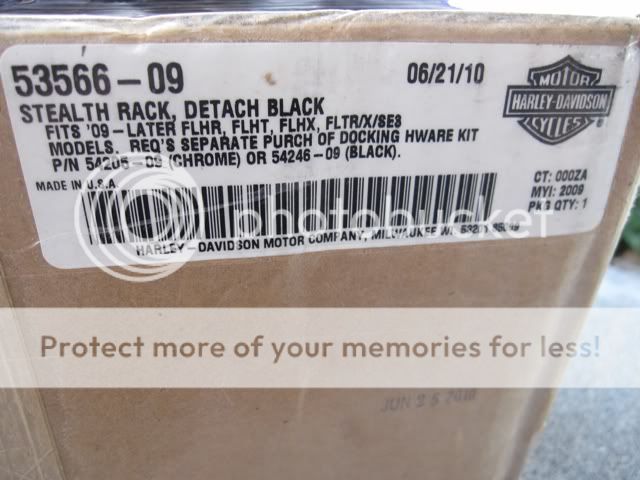 53566-09
06/21/10
STEALTH RACK, DETACH BLACK
FITS '09-LATER FLHR, FLHT, FLHX, FLTR/X/SE3
MODELS. REQ'S SEPARATE PURCH OF DOCKING HWARE KIT
P/N 54205-09 (CHROME) OR 54246-09 (BLACK).
MADE IN U.S.A.
MOTOR
HARLEY-DAVIDSON
CYCLES
CT: 000ZA
MYI: 2009
PKG QTY: 1
HARLEY-DAVIDSON MOTOR COMPANY, MILWAUKEE WI
photobucket
Protect more of your memories for less!
JUN 25 2010